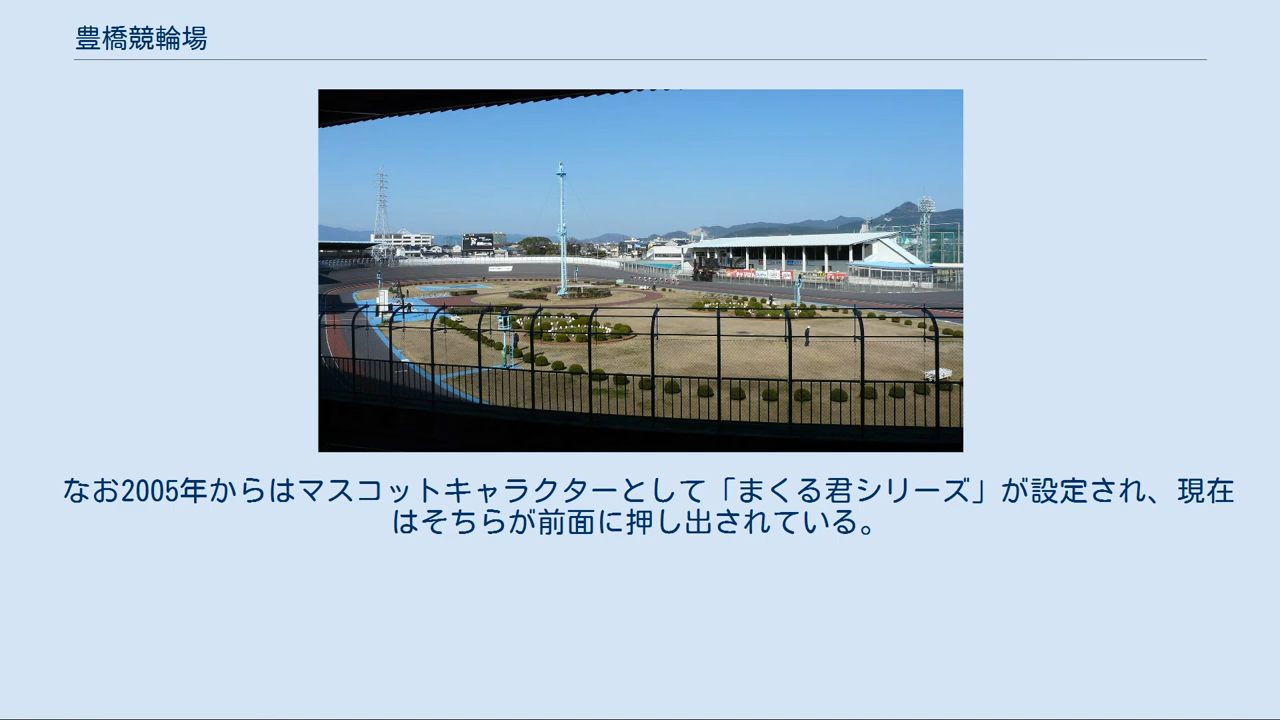 豊橋競輪場
なお2005年からはマスコットキャラクターとして「まくる君シリーズ」が設定され、現在
はそちらが前面に押し出されている。